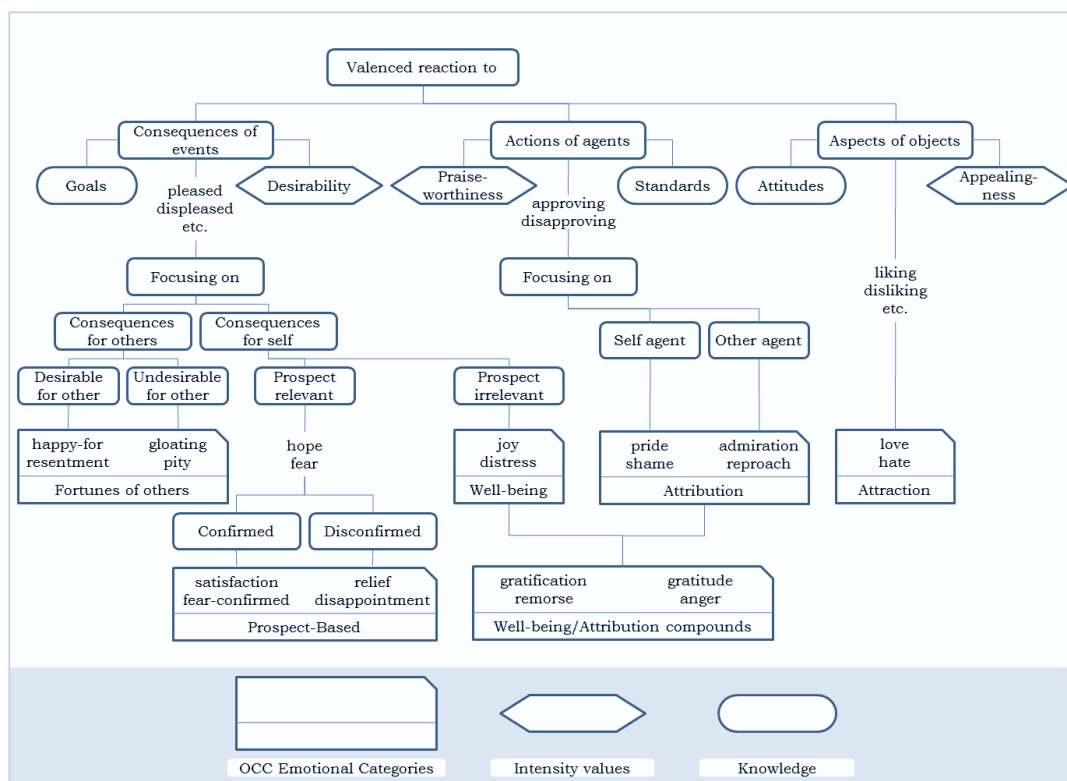 Valenced reaction to
Consequences of
events
Actions of agents
Aspects of objects
Goals
Desirability
Praise-
worthiness
Standards
Attitudes
Appealing-
ness
pleased
displeased
etc.
approving
disapproving
liking
disliking
etc.
Focusing on
Focusing on
Consequences
for others
Consequences
for self
Self agent
Other agent
Desirable
for other
Undesirable
for other
Prospect
relevant
Prospect
irrelevant
happy-for
resentment
gloating
pity
Fortunes of others
hope
fear
joy
distress
Well-being
pride
shame
admiration
reproach
Attribution
love
hate
Attraction
Confirmed
Disconfirmed
satisfaction
fear-confirmed
relief
disappointment
Prospect-Based
gratification
remorse
gratitude
anger
Well-being/Attribution compounds
OCC Emotional Categories
Intensity values
Knowledge